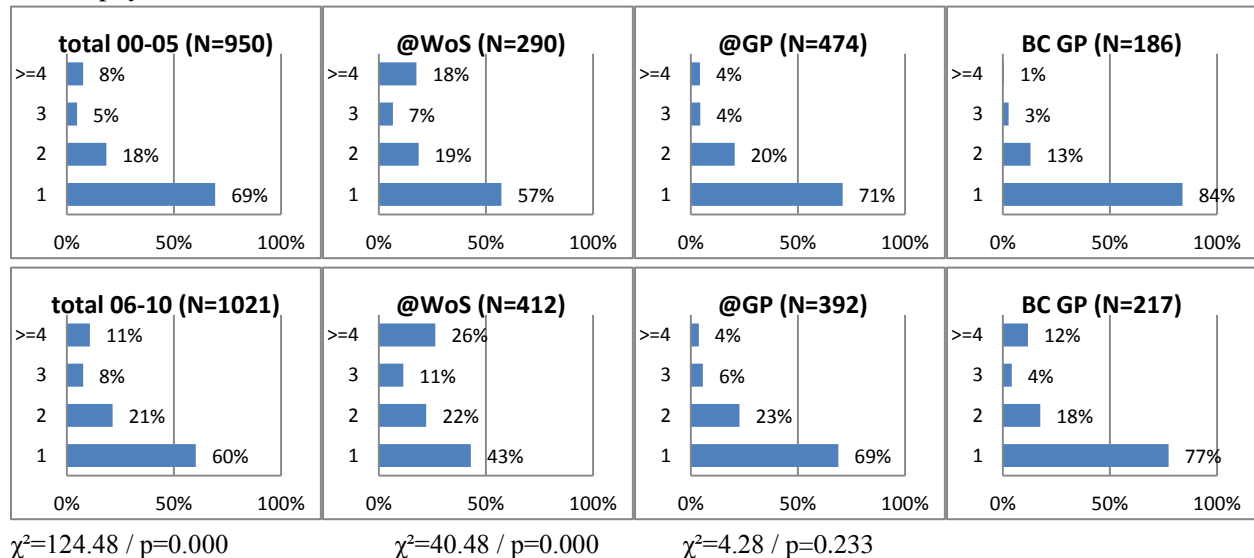 total 00-05 (N=950)
>=4 8%
3 5%
2 18%
1 69%
0% 50% 100%
@WoS (N=290)
>=4 18%
3 7%
2 19%
1 57%
0% 50% 100%
@GP (N=474)
>=4 4%
3 4%
2 20%
1 71%
0% 50% 100%
BC GP (N=186)
>=4 1%
3 3%
2 13%
1 84%
0% 50% 100%
total 06-10 (N=1021)
>=4 11%
3 8%
2 21%
1 60%
0% 50% 100%
@WoS (N=412)
>=4 26%
3 11%
2 22%
1 43%
0% 50% 100%
@GP (N=392)
>=4 4%
3 6%
2 23%
1 69%
0% 50% 100%
BC GP (N=217)
>=4 12%
3 4%
2 18%
1 77%
0% 50% 100%
χ²=124.48 / p=0.000 χ²=40.48 / p=0.000 χ²=4.28 / p=0.233